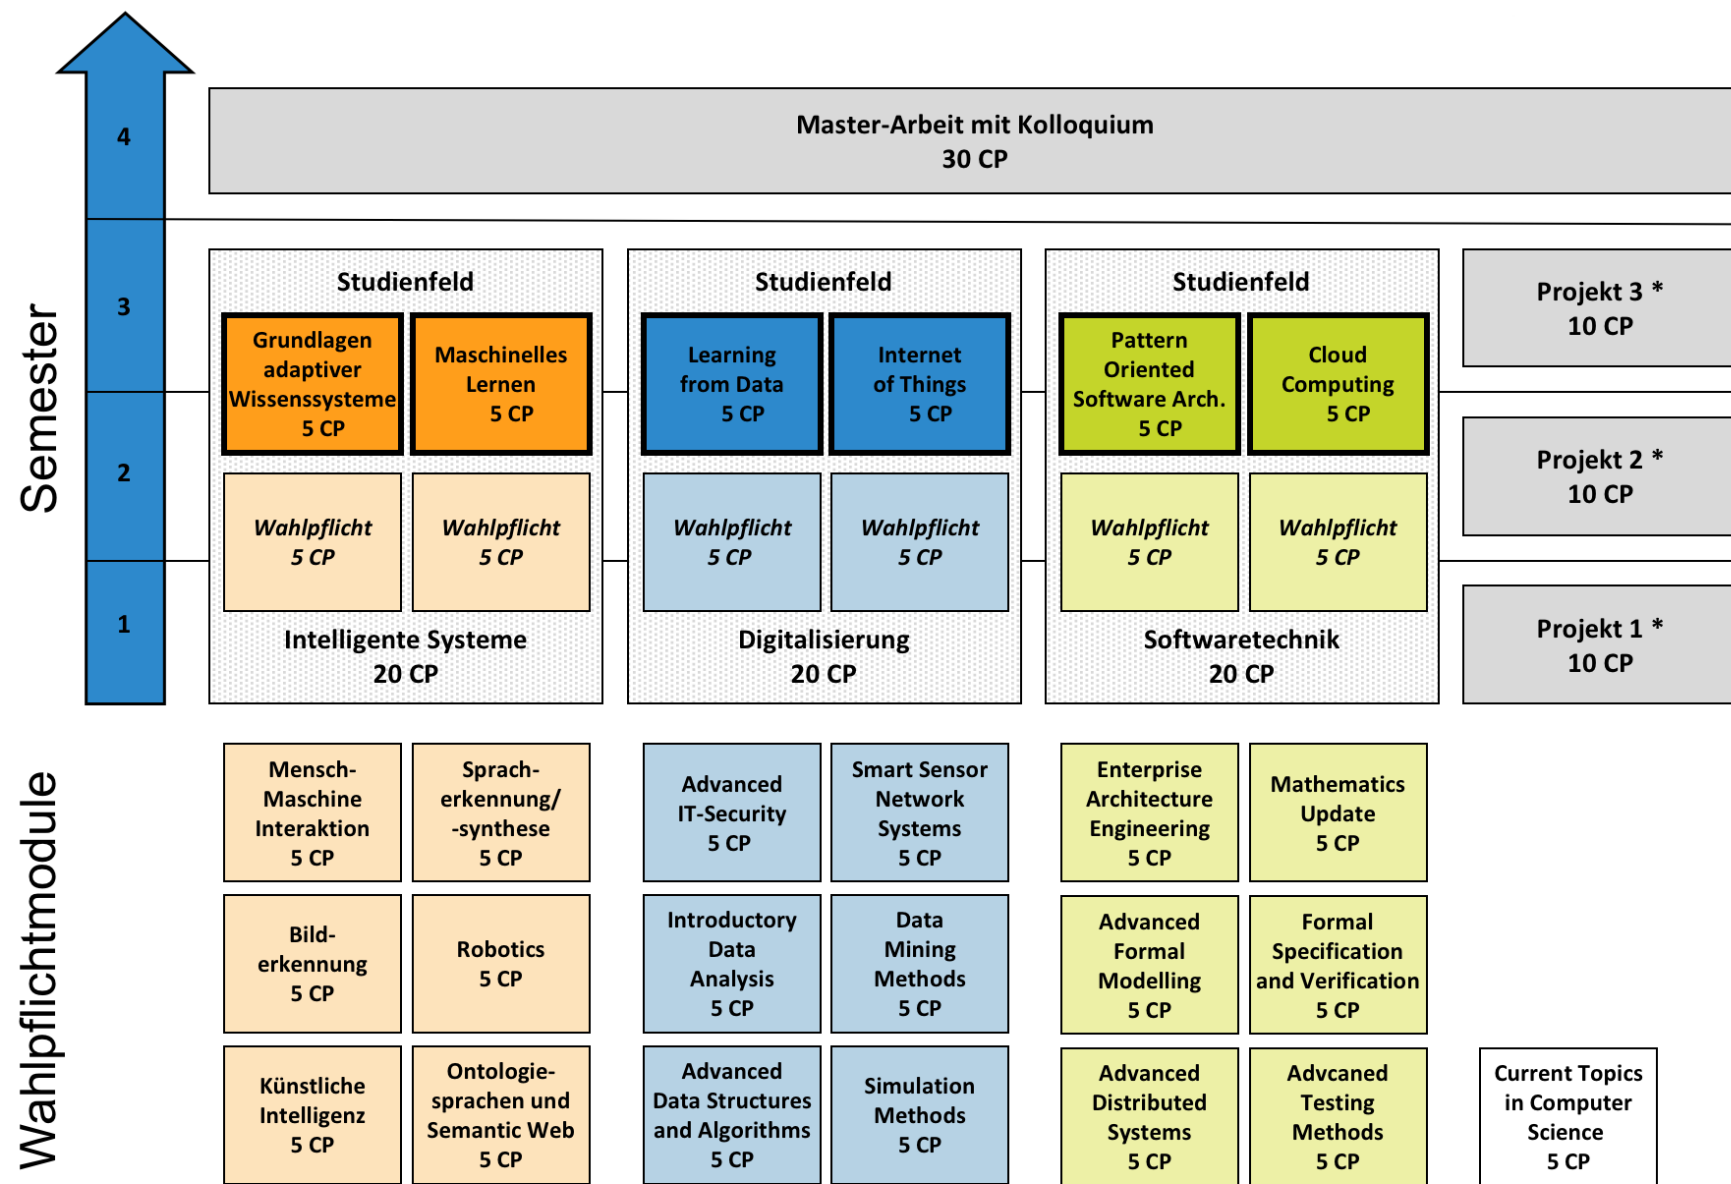 Semester
4
3
2
1
Master-Arbeit mit Kolloquium
30 CP
Studienfeld
Grundlagen
adaptiver
Wissenssysteme
5 CP
Maschinelles
Lernen
5 CP
Wahlpflicht
5 CP
Wahlpflicht
5 CP
Intelligente Systeme
20 CP
Studienfeld
Learning
from Data
5 CP
Internet
of Things
5 CP
Wahlpflicht
5 CP
Wahlpflicht
5 CP
Digitalisierung
20 CP
Studienfeld
Pattern
Oriented
Software Arch.
5 CP
Cloud
Computing
5 CP
Wahlpflicht
5 CP
Wahlpflicht
5 CP
Softwaretechnik
20 CP
Projekt 3 *
10 CP
Projekt 2 *
10 CP
Projekt 1 *
10 CP
Wahlpflichtmodule
Mensch-
Maschine
Interaktion
5 CP
Sprach-
erkennung/
-synthese
5 CP
Advanced
IT-Security
5 CP
Smart Sensor
Network
Systems
5 CP
Enterprise
Architecture
Engineering
5 CP
Mathematics
Update
5 CP
Bild-
erkennung
5 CP
Robotics
5 CP
Introductory
Data
Analysis
5 CP
Data
Mining
Methods
5 CP
Advanced
Formal
Modelling
5 CP
Formal
Specification
and Verification
5 CP
Künstliche
Intelligenz
5 CP
Ontologie-
sprachen und
Semantic Web
5 CP
Advanced
Data Structures
and Algorithms
5 CP
Simulation
Methods
5 CP
Advanced
Distributed
Systems
5 CP
Advcaned
Testing
Methods
5 CP
Current Topics
in Computer
Science
5 CP